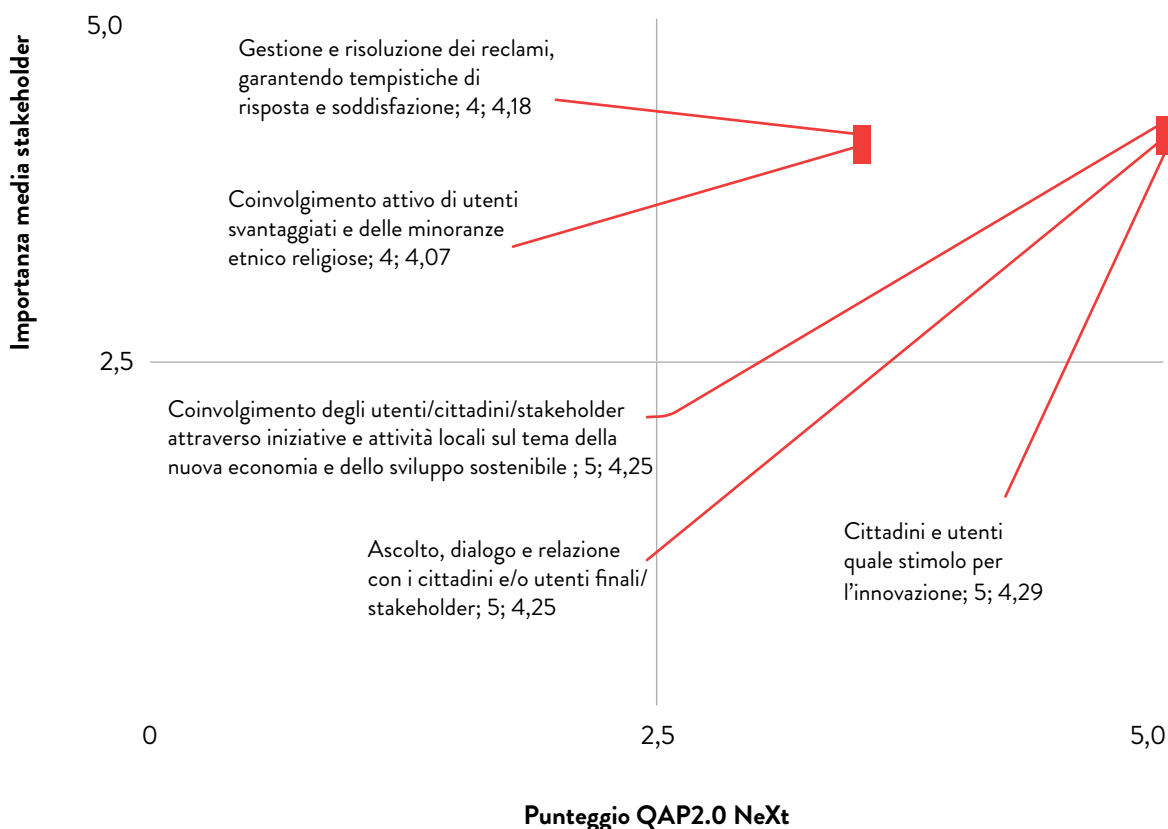 5,0
Importanza media stakeholder
Gestione e risoluzione dei reclami,
garantendo tempistiche di
risposta e soddisfazione; 4; 4,18
Coinvolgimento attivo di utenti
svantaggiati e delle minoranze
etnico religiose; 4; 4,07
2,5
Coinvolgimento degli utenti/cittadini/stakeholder
attraverso iniziative e attività locali sul tema della
nuova economia e dello sviluppo sostenibile ; 5; 4,25
Ascolto, dialogo e relazione
con i cittadini e/o utenti finali/
stakeholder; 5; 4,25
Cittadini e utenti
quale stimolo per
l’innovazione; 5; 4,29
0
2,5
5,0
Punteggio QAP2.0 NeXt